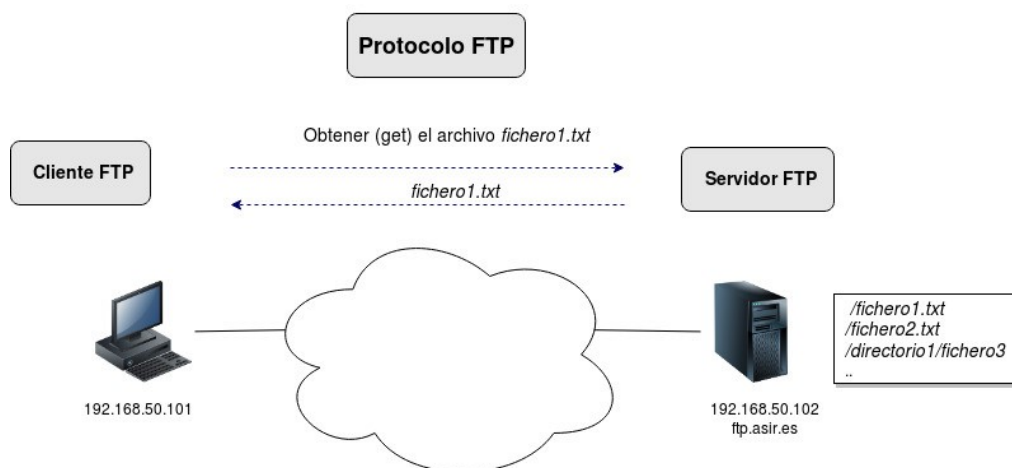 Protocolo FTP
Obtener (get) el archivo fichero1.txt
Cliente FTP
Servidor FTP
fichero1.txt
/fichero1.txt
/fichero2.txt
/directorio1/fichero3
..
192.168.50.101
192.168.50.102
ftp.asir.es